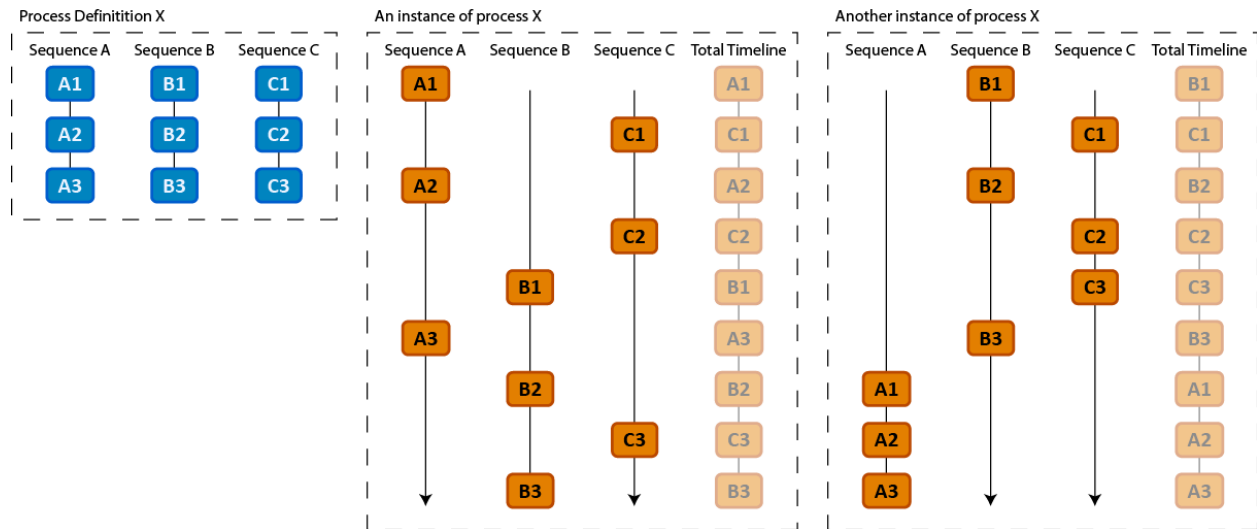 Process Definitition X
Sequence A Sequence B Sequence C
A1 B1 C1
A2 B2 C2
A3 B3 C3
An instance of process X
Sequence A Sequence B Sequence C Total Timeline
A1 A1
C1 C1
A2 A2
C2 C2
B1 B1
A3 A3
B2 B2
C3 C3
B3 B3
Another instance of process X
Sequence A Sequence B Sequence C Total Timeline
B1 B1
C1 C1
B2 B2
C2 C2
C3 C3
B3 B3
A1 A1
A2 A2
A3 A3